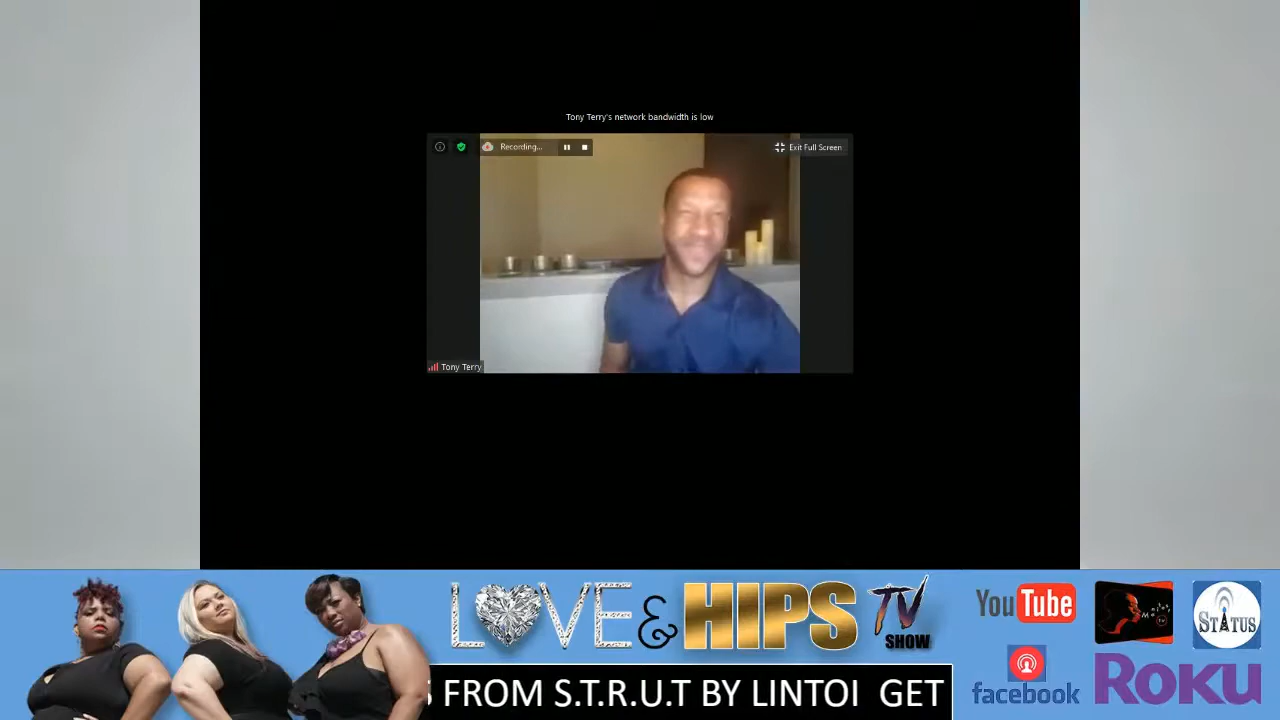 Tony Terry's network bandwidth is low
Recording...
Exit Full Screen
Tony Terry
LOVE & HIPS TV SHOW
YouTube
STATUS
facebook
ROKU
FROM S.T.R.U.T BY LINTOI GET